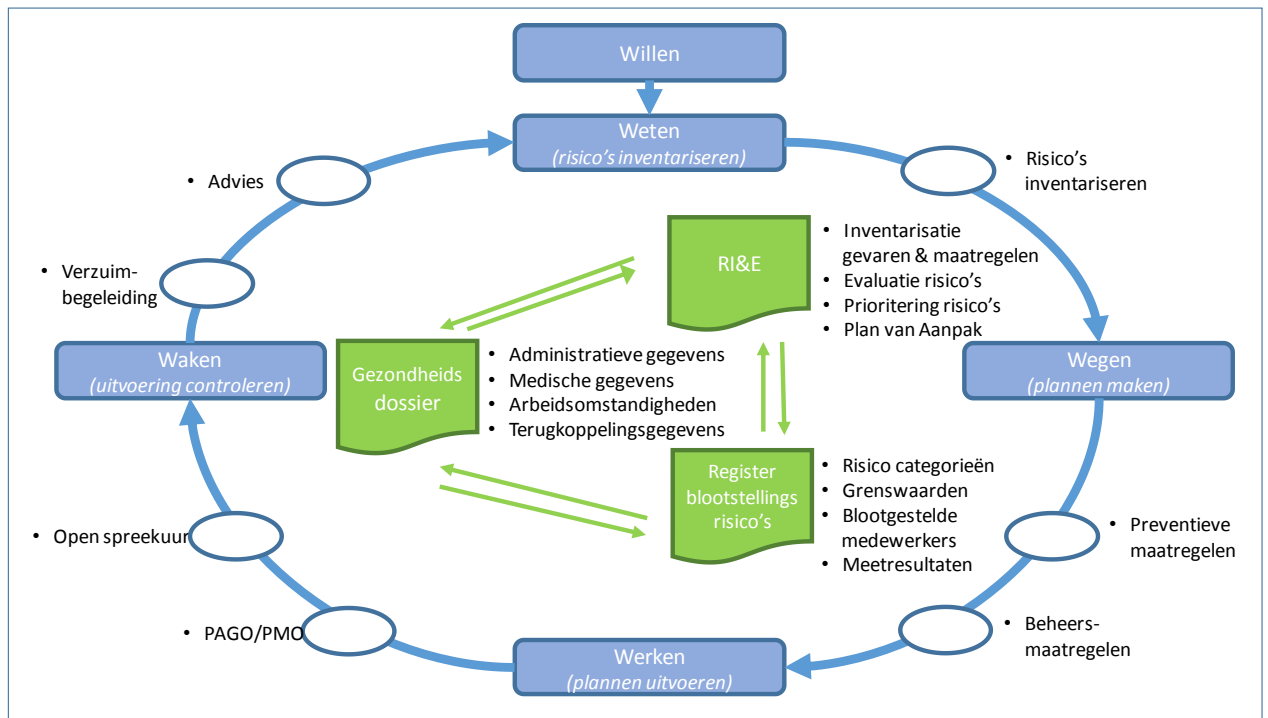 Willen
Weten
(risico's inventariseren)
• Risico's
inventariseren
• Advies
RI&E
• Inventarisatie
gevaren & maatregelen
• Evaluatie risico's
• Prioritering risico's
• Plan van Aanpak
• Verzuim-
begeleiding
Waken
(uitvoering controleren)
Gezondheids
dossier
• Administratieve gegevens
• Medische gegevens
• Arbeidsomstandigheden
• Terugkoppelingsgegevens
Wegen
(plannen maken)
Register
blootstellings
risico's
• Risico categorieën
• Grenswaarden
• Blootgestelde
medewerkers
• Meetresultaten
• Open spreekuur
• Preventieve
maatregelen
• PAGO/PMO
• Beheers-
maatregelen
Werken
(plannen uitvoeren)